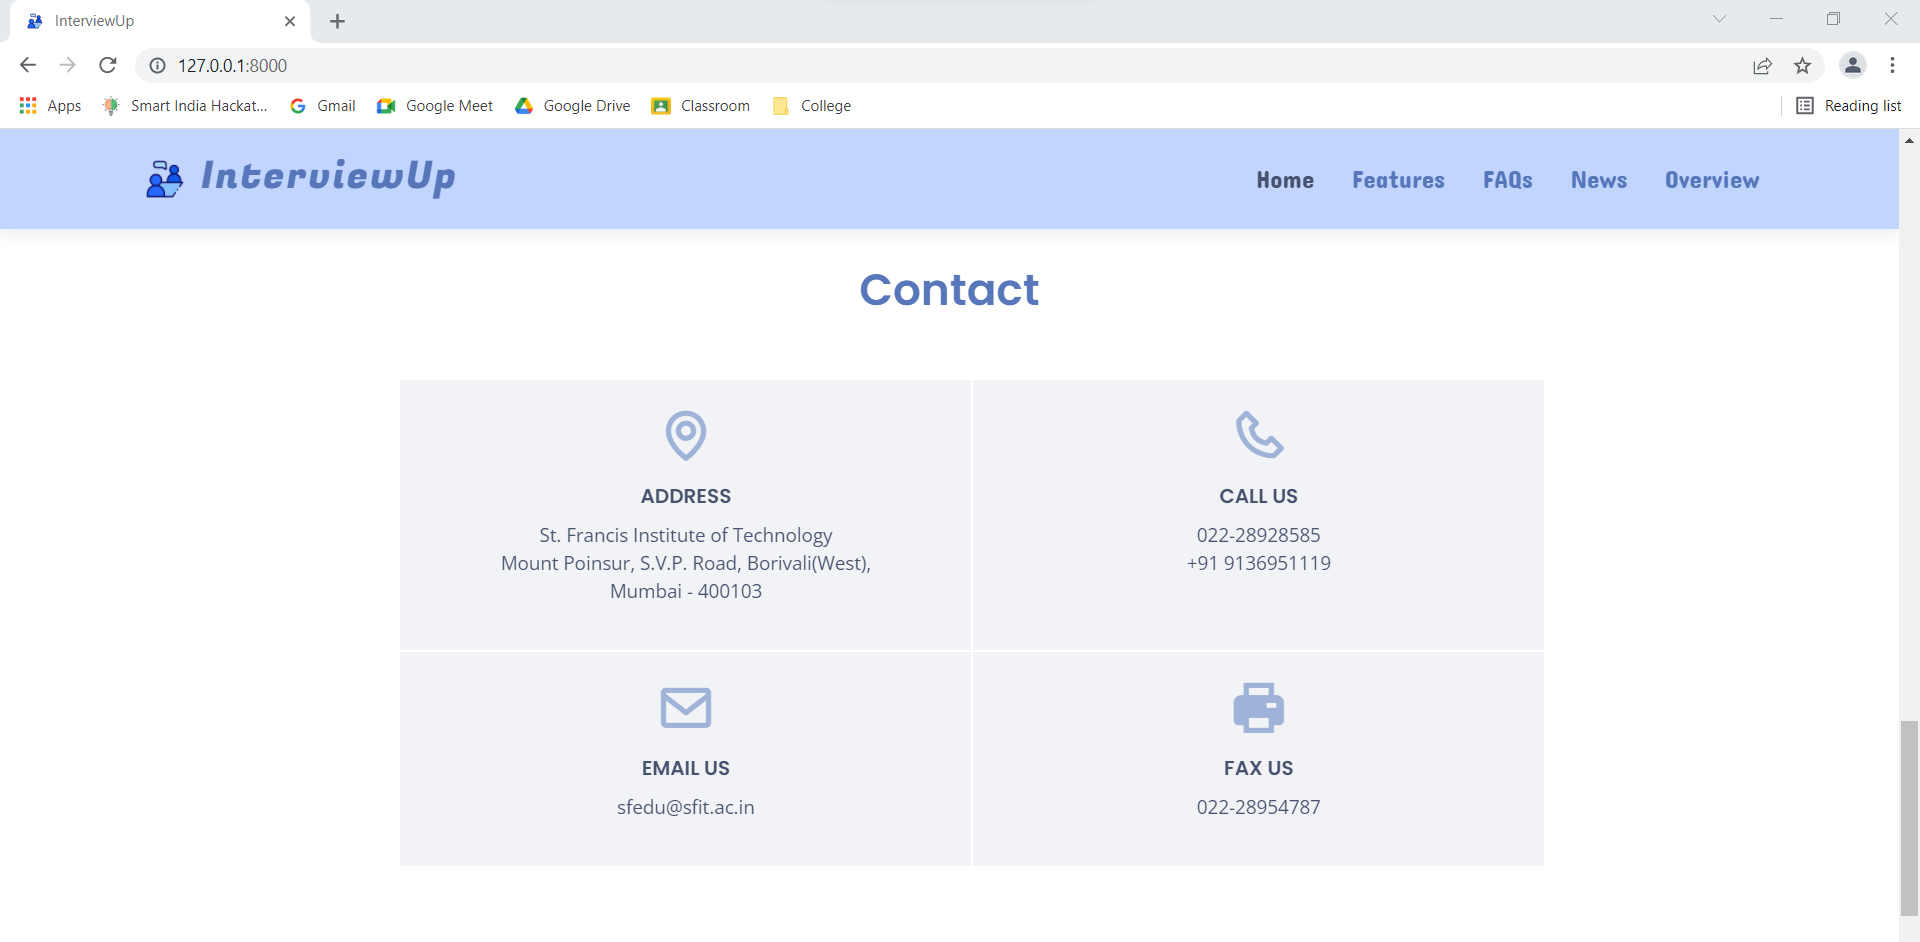 InterviewUp
127.0.0.1:8000
Apps
Smart India Hackat...
Gmail
Google Meet
Google Drive
Classroom
College
Reading list
InterviewUp
Home
Features
FAQs
News
Overview
Contact
ADDRESS
St. Francis Institute of Technology
Mount Poinsur, S.V.P. Road, Borivali(West),
Mumbai - 400103
CALL US
022-28928585
+91 9136951119
EMAIL US
sfedu@sfit.ac.in
FAX US
022-28954787